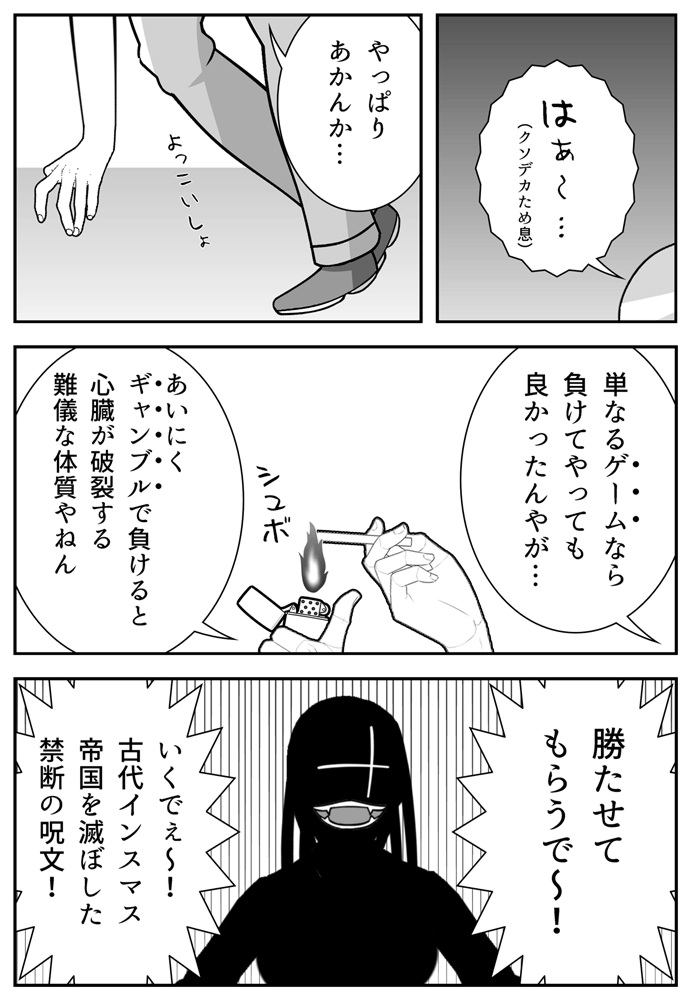 はぁ～…
（クンデカため息）
やっぱり
あかんか…
よっこいしょ
単なるゲームなら
負けてやっても
良かったんやが…
シュボ
あいにく
ギャンブルで負けると
心臓が破裂する
難儀な体質やねん
勝たせて
もらうで～！
いくでぇ～！
古代インスマス
帝国を滅ぼした
禁断の呪文！